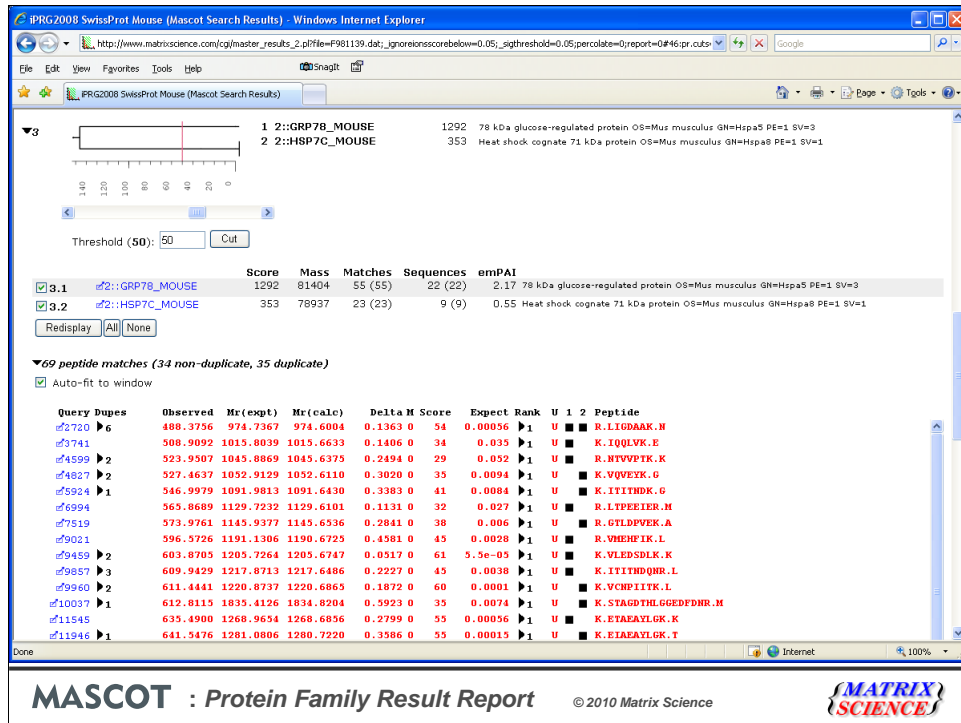 iPRG2008 SwissProt Mouse (Mascot Search Results) - Windows Internet Explorer
http://www.matrixscience.com/cgi/master_results_2.pl?file=F981139.dat;_ignoreionsscorebelow=0.05;_sigthreshold=0.05;percolate=0;report=0#46:pr.cuts
Google
File Edit View Favorites Tools Help SnagIt
iPRG2008 SwissProt Mouse (Mascot Search Results)
Page Tools Help
3 1 2::GRP78_MOUSE 1292 78 kDa glucose-regulated protein OS=Mus musculus GN=Hspa5 PE=1 SV=3
2 2::HSP7C_MOUSE 353 Heat shock cognate 71 kDa protein OS=Mus musculus GN=Hspa8 PE=1 SV=1
140 120 100 80 60 40 20 0
Threshold (50): 50 Cut
Score Mass Matches Sequences emPAI
3.1 2::GRP78_MOUSE 1292 81404 55 (55) 22 (22) 2.17 78 kDa glucose-regulated protein OS=Mus musculus GN=Hspa5 PE=1 SV=3
3.2 2::HSP7C_MOUSE 353 78937 23 (23) 9 (9) 0.55 Heat shock cognate 71 kDa protein OS=Mus musculus GN=Hspa8 PE=1 SV=1
Redisplay All None
69 peptide matches (34 non-duplicate, 35 duplicate)
Auto-fit to window
Query Dupes Observed Mr(expt) Mr(calc) Delta M Score Expect Rank U 1 2 Peptide
2720 6 488.3756 974.7367 974.6004 0.1363 0 54 0.00056 1 U R.LIGDAAK.N
3741 508.9092 1015.8039 1015.6633 0.1406 0 34 0.035 1 U K.IQQLVK.E
4599 2 523.9507 1045.8869 1045.6375 0.2494 0 29 0.052 1 U R.NTVVPTK.K
4827 2 527.4637 1052.9129 1052.6110 0.3020 0 35 0.0094 1 U K.VQVEYK.G
5924 1 546.9979 1091.9813 1091.6430 0.3383 0 41 0.0084 1 U K.ITITNDK.G
6994 565.8689 1129.7232 1129.6101 0.1131 0 32 0.027 1 U R.LTPEEIER.M
7519 573.9761 1145.9377 1145.6536 0.2841 0 38 0.006 1 U R.GTLDPVEK.A
9021 596.5726 1191.1306 1190.6725 0.4581 0 45 0.0028 1 U R.VMEHFIK.L
9459 2 603.8705 1205.7264 1205.6747 0.0517 0 61 5.5e-05 1 U K.VLEDSDLK.K
9857 3 609.9429 1217.8713 1217.6486 0.2227 0 45 0.0038 1 U K.ITITNDQNR.L
9960 2 611.4441 1220.8737 1220.6865 0.1872 0 60 0.0001 1 U K.VCNPIITK.L
10037 1 612.8115 1835.4126 1834.8204 0.5923 0 35 0.0074 1 U K.STAGDTHLGGEDFDNR.M
11545 635.4900 1268.9654 1268.6856 0.2799 0 55 0.00056 1 U K.ETAEAYLGK.K
11946 1 641.5476 1281.0806 1280.7220 0.3586 0 55 0.00015 1 U K.EIAEAYLGK.T
Done Internet 100%
MASCOT : Protein Family Result Report © 2010 Matrix Science
MATRIX
SCIENCE